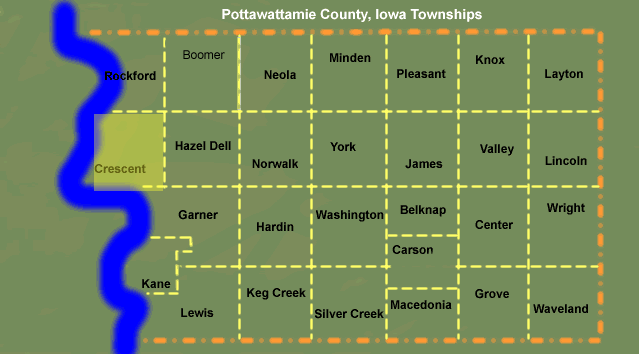 Pottawattamie County, Iowa Townships
Rockford
Boomer
Neola
Minden
Pleasant
Knox
Layton
Crescent
Hazel Dell
Norwalk
York
James
Valley
Lincoln
Garner
Hardin
Washington
Belknap
Carson
Center
Wright
Kane
Lewis
Keg Creek
Silver Creek
Macedonia
Grove
Waveland